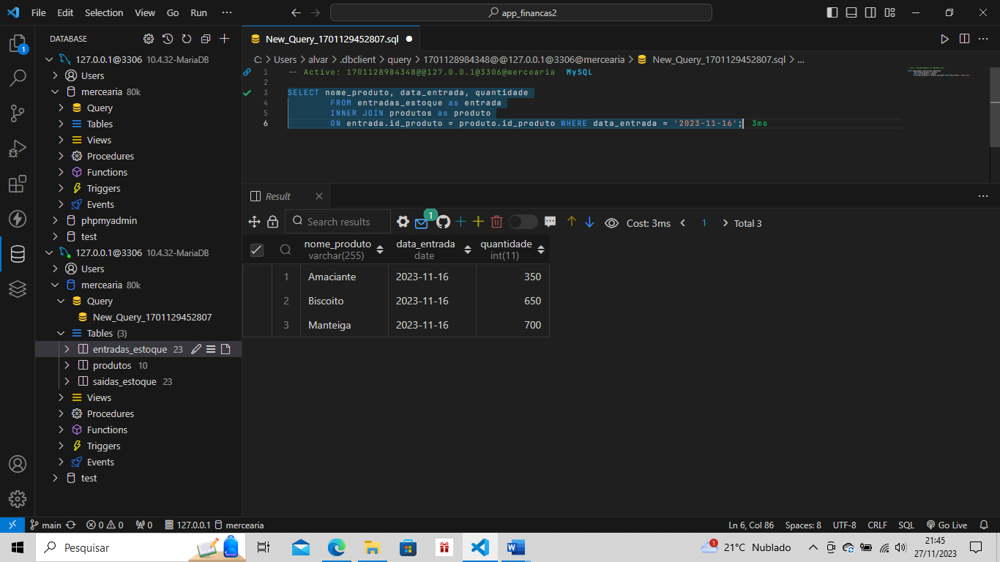 File Edit Selection View Go Run ··· app_financas2
DATABASE
1
127.0.0.1@3306 10.4.32-MariaDB
Users
mercearia 80k
Query
Tables
Views
Procedures
Functions
Triggers
Events
phpmyadmin
test
127.0.0.1@3306 10.4.32-MariaDB
Users
mercearia 80k
Query
New_Query_1701129452807
Tables (3)
entradas_estoque 23
produtos 10
saidas_estoque 23
Views
Procedures
Functions
Triggers
Events
test
New_Query_1701129452807.sql
C: > Users > alvar > .dbclient > query > 1701128984348@@127.0.0.1@3306@mercearia > New_Query_1701129452807.sql > ...
1 -- Active: 1701128984348@@127.0.0.1@3306@mercearia MySQL
2
3 SELECT nome_produto, data_entrada, quantidade
4 FROM entradas_estoque as entrada
5 INNER JOIN produtos as produto
6 ON entrada.id_produto = produto.id_produto WHERE data_entrada = '2023-11-16'; 3ms
Result
Search results 1 Cost: 3ms < 1 > Total 3
nome_produto data_entrada quantidade
varchar(255) date int(11)
1 Amaciante 2023-11-16 350
2 Biscoito 2023-11-16 650
3 Manteiga 2023-11-16 700
main 0 0 0 127.0.0.1 mercearia Ln 6, Col 86 Spaces: 8 UTF-8 CRLF SQL Go Live
Pesquisar 1 21°C Nublado 21:45
27/11/2023